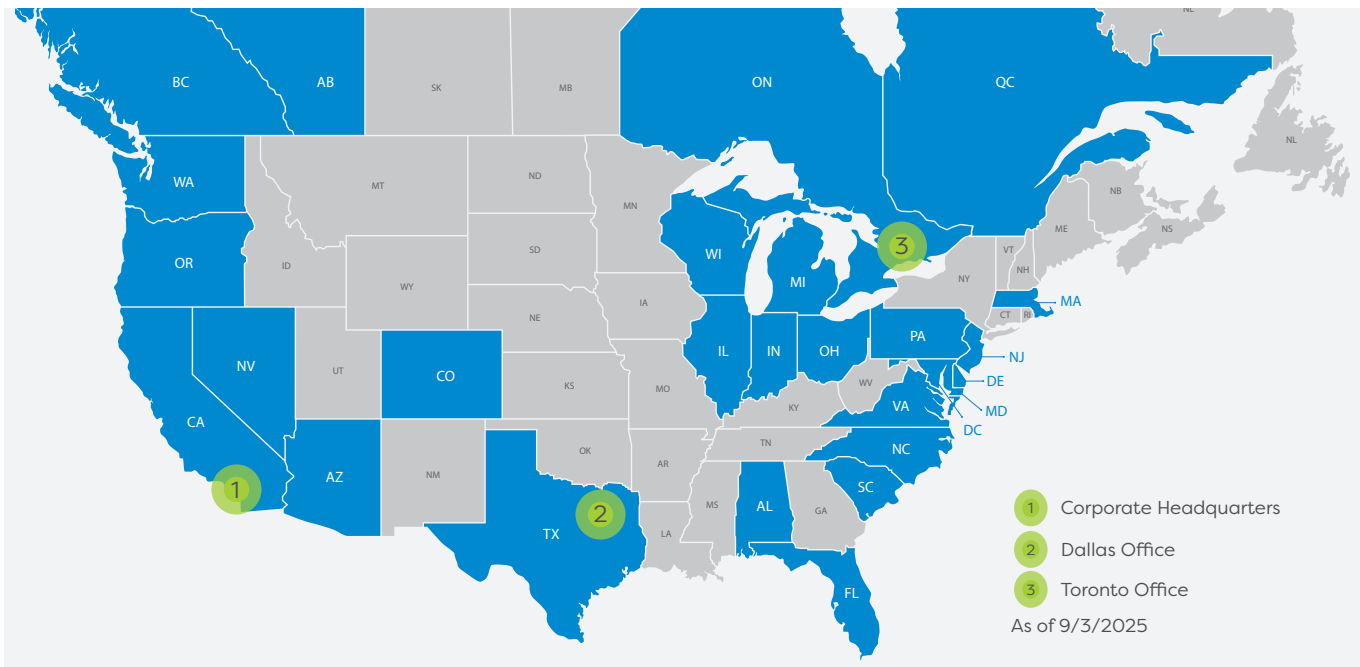 NL
BC
AB
SK
MB
ON
QC
NL
WA
MT
ND
MN
NB
NS
ME
OR
ID
SD
WI
MI
3
VT
NH
NY
WY
IA
MA
NE
CT
RI
NV
UT
CO
KS
MO
IL
IN
OH
PA
NJ
WV
DE
MD
DC
CA
KY
VA
TN
NC
AZ
NM
OK
AR
SC
1
2
TX
LA
MS
AL
GA
FL
1 Corporate Headquarters
2 Dallas Office
3 Toronto Office
As of 9/3/2025